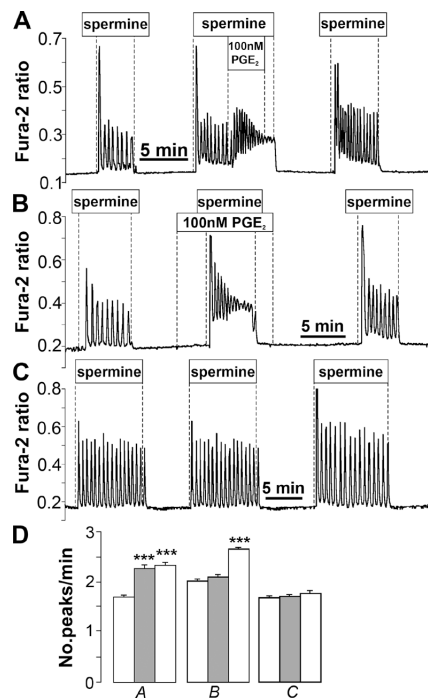 A
spermine
spermine
spermine
100nM
PGE2
Fura-2 ratio
0.7
0.5
0.3
0.1
5 min
B
spermine
spermine
spermine
100nM PGE2
Fura-2 ratio
0.8
0.6
0.4
0.2
5 min
C
spermine
spermine
spermine
Fura-2 ratio
0.8
0.6
0.4
0.2
5 min
D
No.peaks/min
3
2
1
0
*** ***
***
A B C